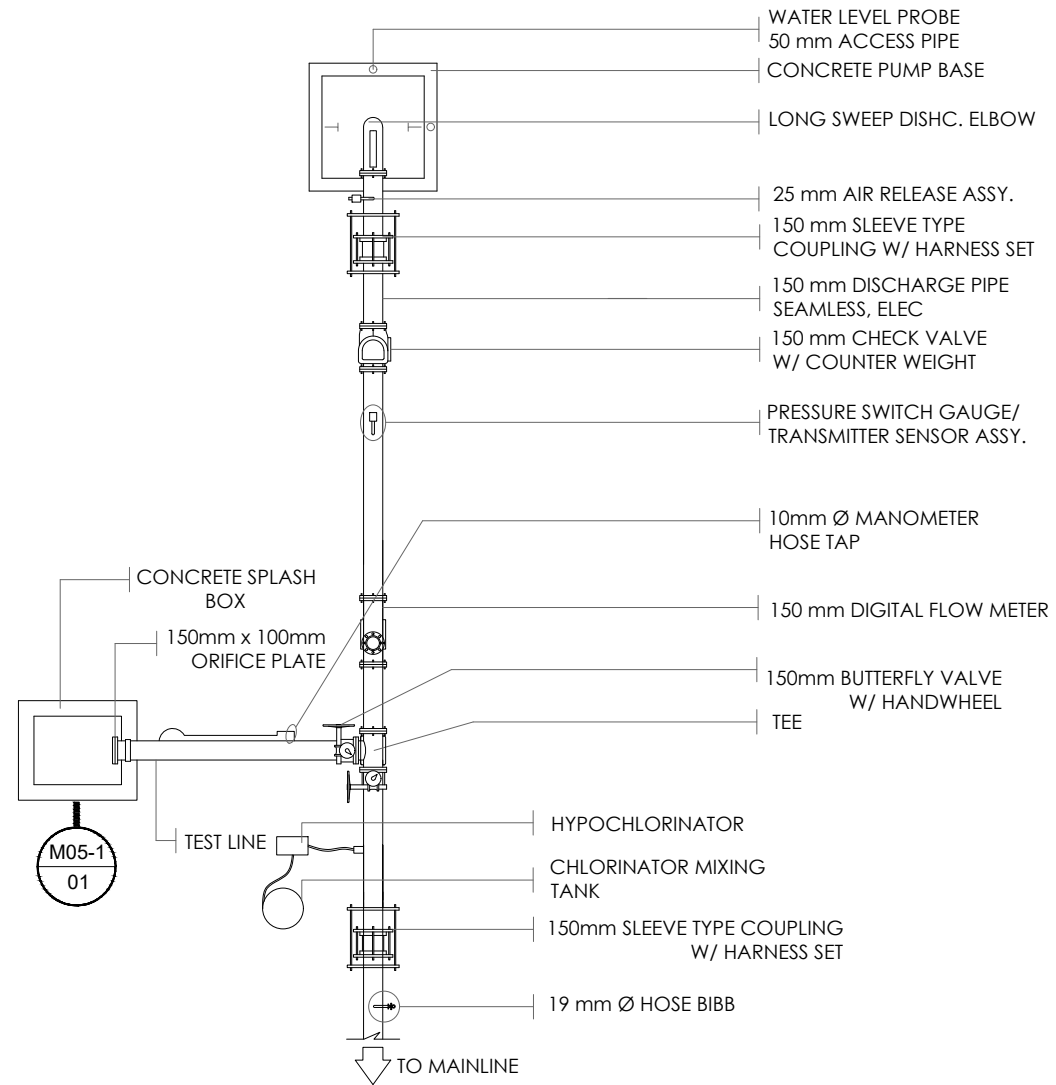 WATER LEVEL PROBE
50 mm ACCESS PIPE
CONCRETE PUMP BASE
LONG SWEEP DISHC. ELBOW
25 mm AIR RELEASE ASSY.
150 mm SLEEVE TYPE
COUPLING W/ HARNESS SET
150 mm DISCHARGE PIPE
SEAMLESS, ELEC
150 mm CHECK VALVE
W/ COUNTER WEIGHT
PRESSURE SWITCH GAUGE/
TRANSMITTER SENSOR ASSY.
10mm Ø MANOMETER
HOSE TAP
CONCRETE SPLASH
BOX
150 mm DIGITAL FLOW METER
150mm x 100mm
ORIFICE PLATE
150mm BUTTERFLY VALVE
W/ HANDWHEEL
TEE
HYPOCHLORINATOR
TEST LINE
M05-1
01
CHLORINATOR MIXING
TANK
150mm SLEEVE TYPE COUPLING
W/ HARNESS SET
19 mm Ø HOSE BIBB
TO MAINLINE